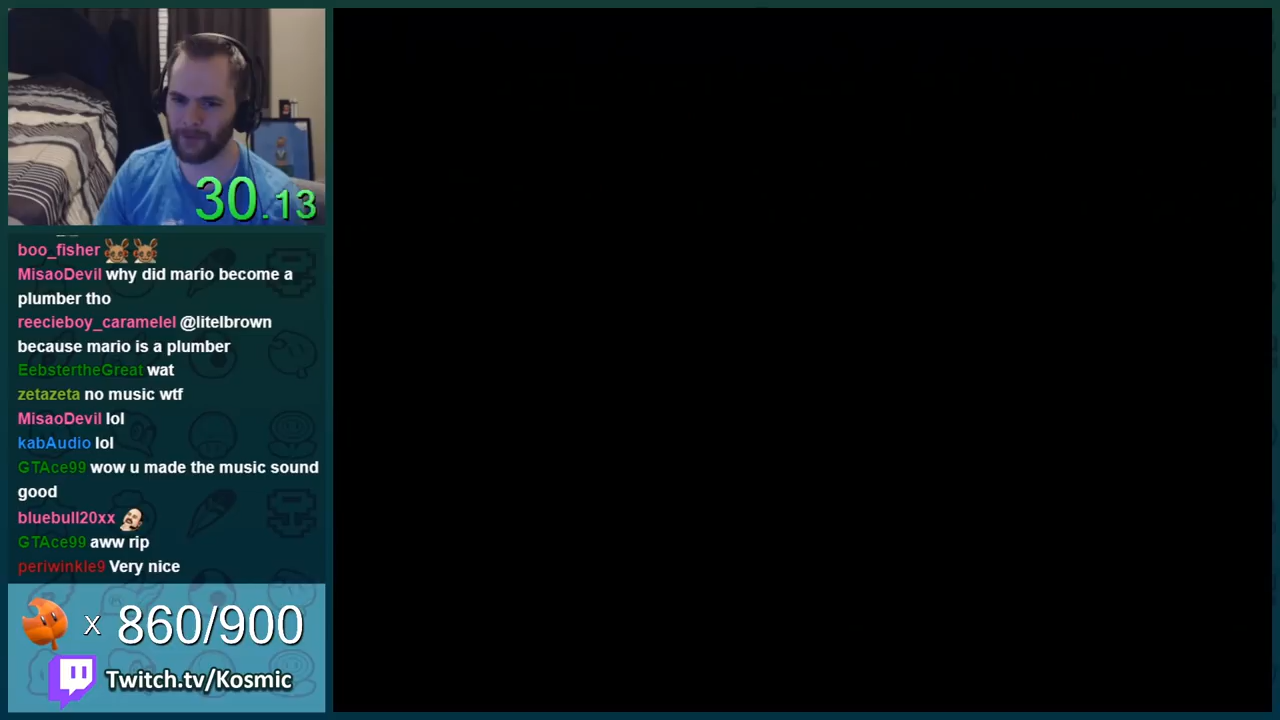 30.13
boo_fisher
MisaoDevil why did mario become a
plumber tho
reecieboy_caramelel @litelbrown
because mario is a plumber
EebstertheGreat wat
zetazeta no music wtf
MisaoDevil lol
kabAudio lol
GTAce99 wow u made the music sound
good
bluebull20xx
GTAce99 aww rip
periwinkle9 Very nice
x 860/900
Twitch.tv/Kosmic